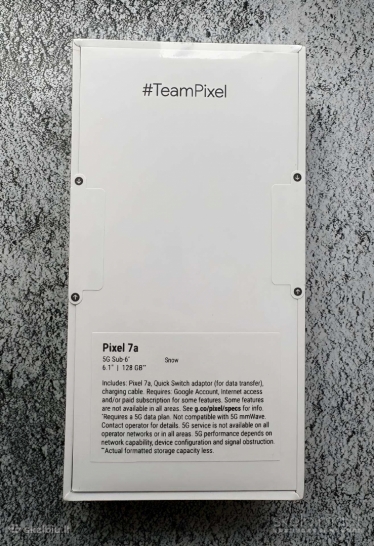 #TeamPixel
Pixel 7a
5G Sub-6* Snow
6.1" | 128 GB**
Includes: Pixel 7a, Quick Switch adaptor (for data transfer),
charging cable. Requires: Google Account, Internet access
and/or paid subscription for some features. Some features
are not available in all areas. See g.co/pixel/specs for info.
*Requires a 5G data plan. Not compatible with 5G mmWave.
Contact operator for details. 5G service is not available on all
operator networks or in all areas. 5G performance depends on
network capability, device configuration and signal obstruction.
**Actual formatted storage capacity less.